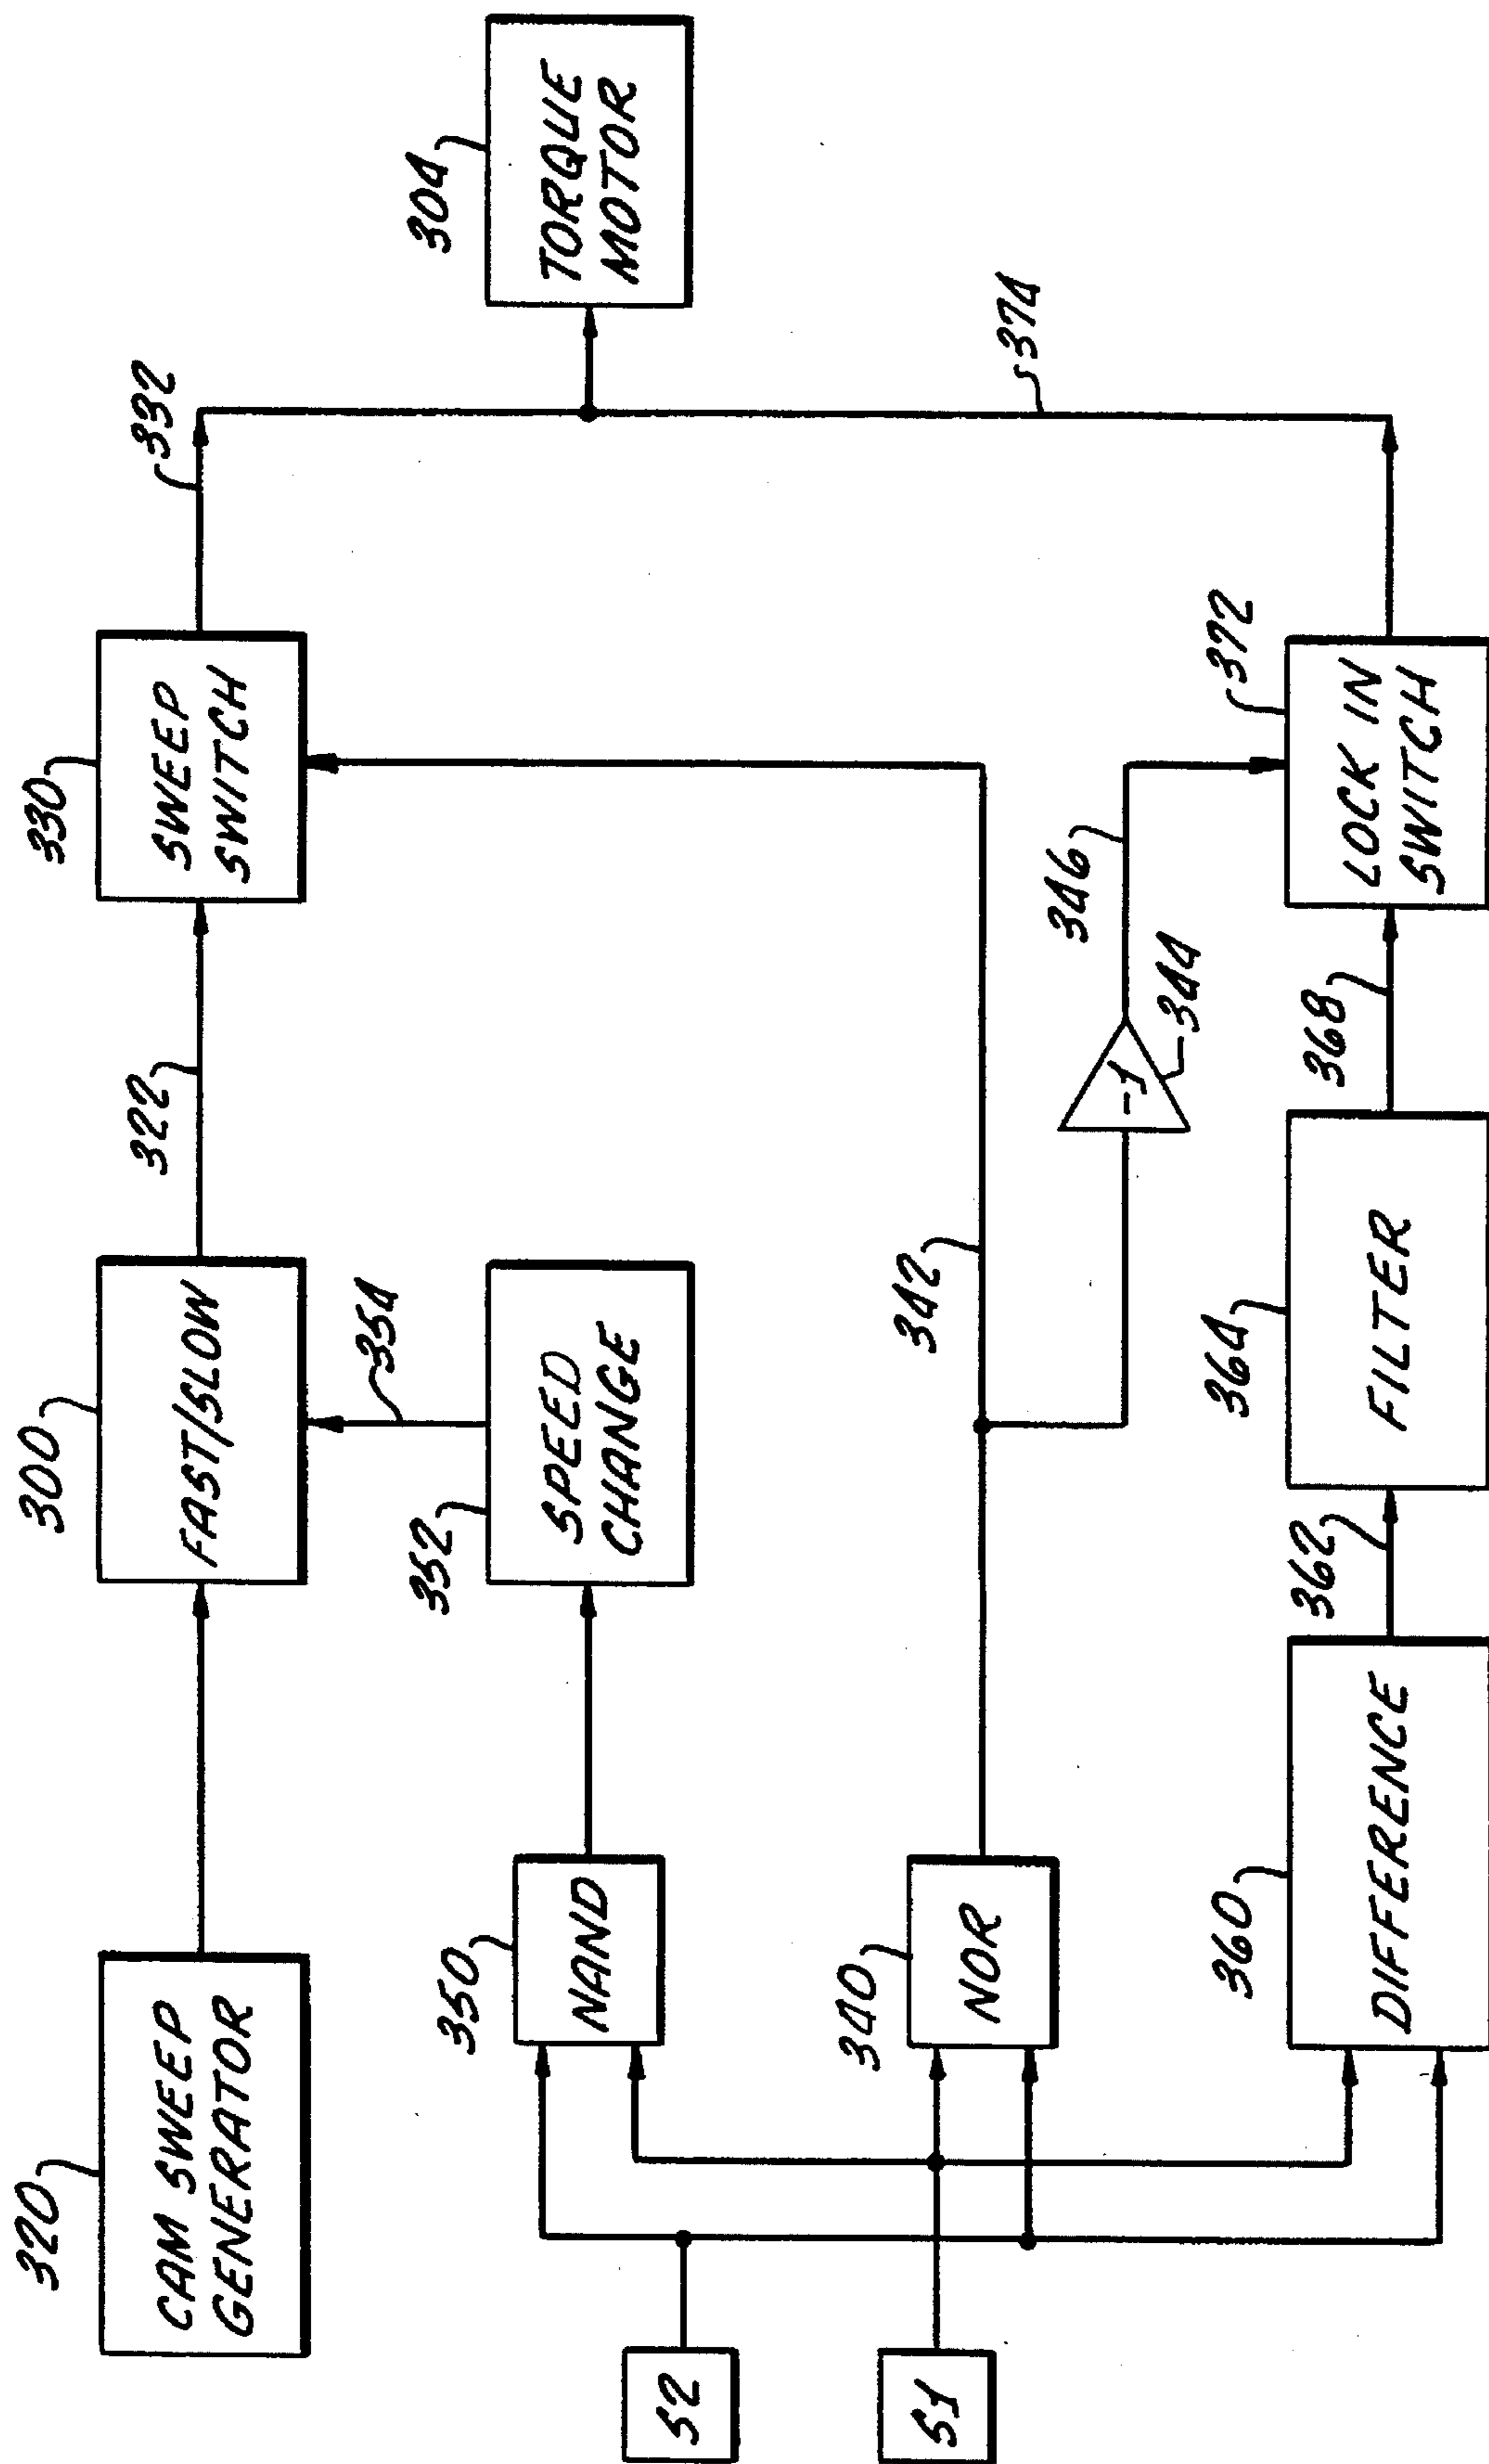 320
CAM SWEEP
GENERATOR
300
FAST/SLOW
322
330
SWEEP
SWITCH
332
350
NAND
352
SPEED
CHANGE
354
304
TORQUE
MOTOR
S2
S1
340
NOR
342
-1
344
346
374
360
DIFFERENCE
362
364
FILTER
368
372
LOCK IN
SWITCH